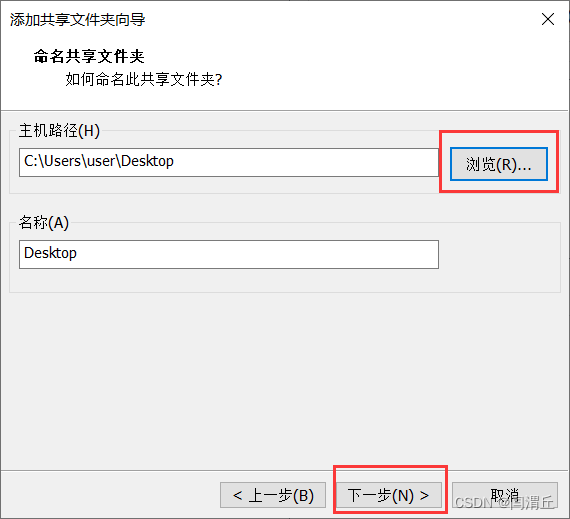 添加共享文件夹向导
命名共享文件夹
如何命名此共享文件夹?
主机路径(H)
C:\Users\user\Desktop
浏览(R)...
名称(A)
Desktop
< 上一步(B)
下一步(N) >
取消
CSDN @闫渭丘